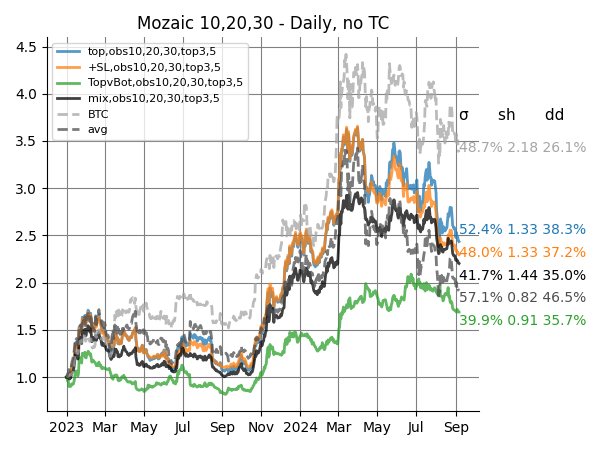 Mozaic 10,20,30 - Daily, no TC
top,obs10,20,30,top3,5
+SL,obs10,20,30,top3,5
TopvBot,obs10,20,30,top3,5
mix,obs10,20,30,top3,5
BTC
avg
4.5
4.0
3.5
3.0
2.5
2.0
1.5
1.0
σ sh dd
48.7% 2.18 26.1%
52.4% 1.33 38.3%
48.0% 1.33 37.2%
41.7% 1.44 35.0%
57.1% 0.82 46.5%
39.9% 0.91 35.7%
2023 Mar May Jul Sep Nov 2024 Mar May Jul Sep